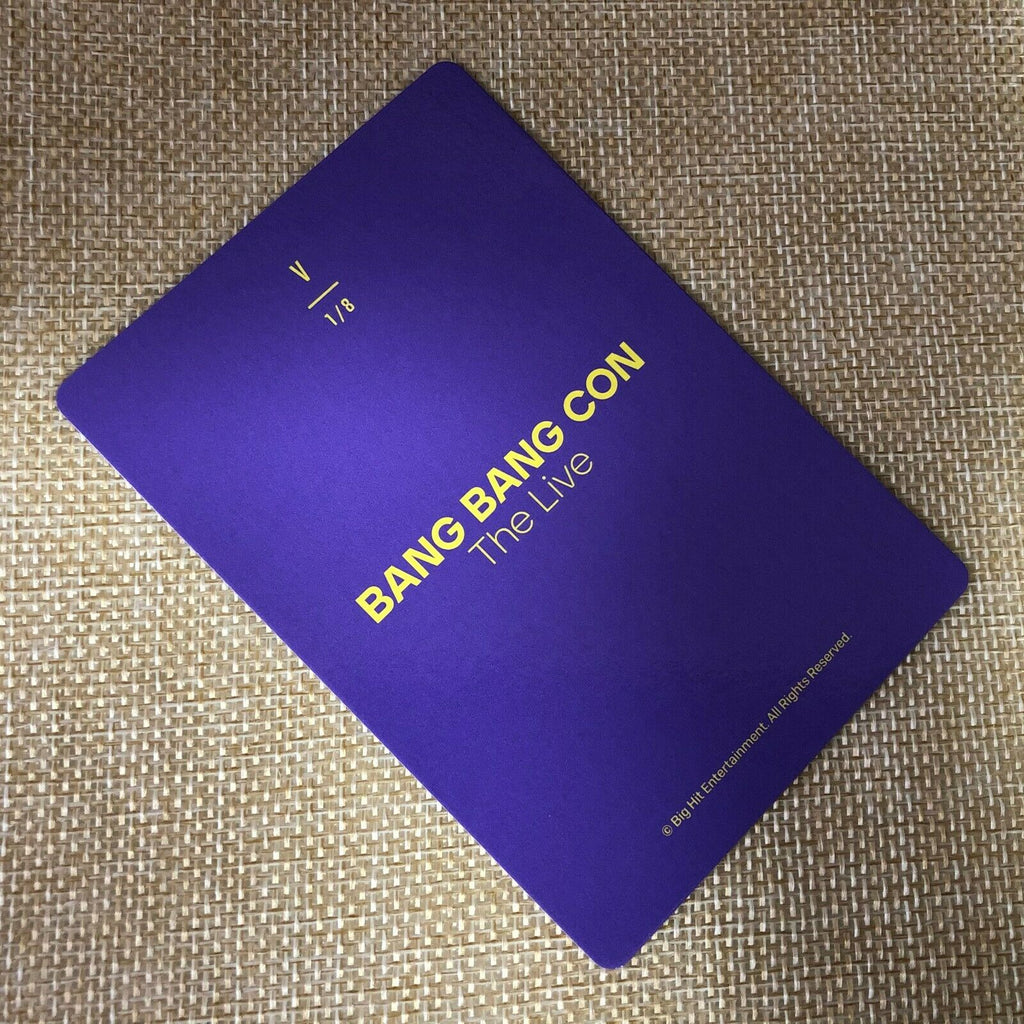 V
1/8
BANG BANG CON
The Live
© Big Hit Entertainment. All Rights Reserved.